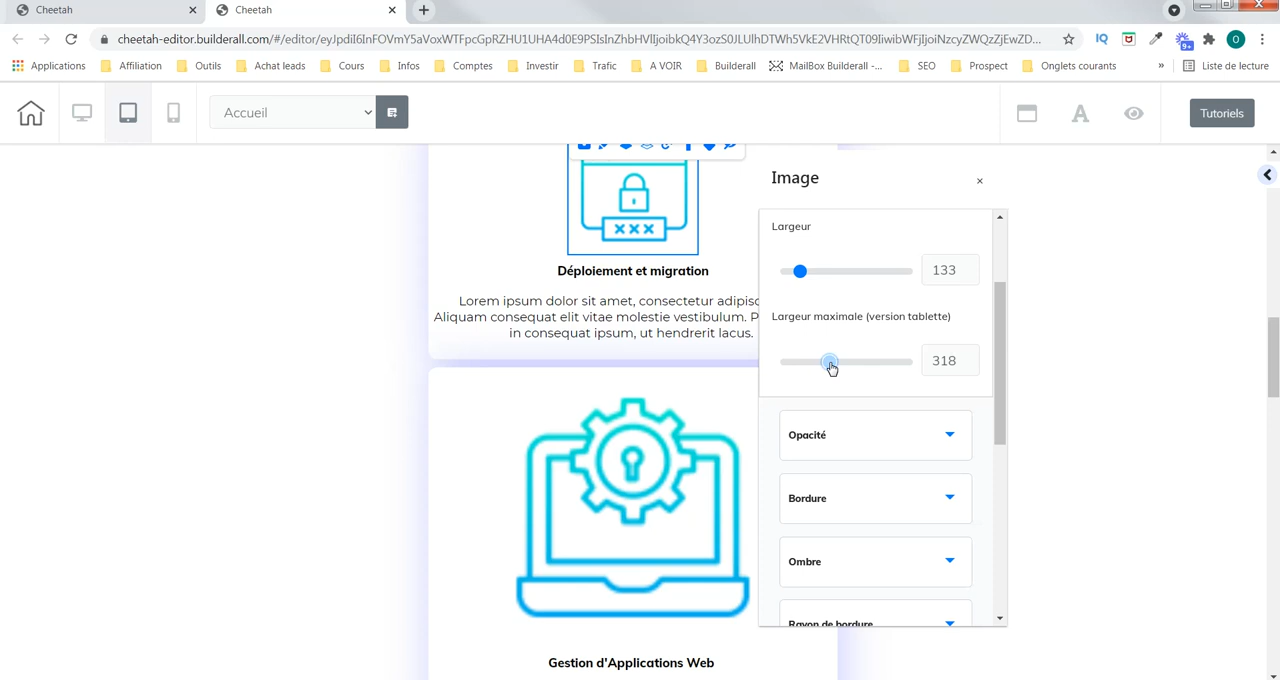 Cheetah
Cheetah
cheetah-editor.builderall.com/#/editor/eyJpdiI6InFOVmY5aVoxWTFpcGpRZHU1UHA4d0E9PSIsInZhbHVlIjoibkQ4Y3ozS0JLUlhDTWh5VkE2VHRtQT09IiwibWFjIjoiNzcyZWQzZjEwZD...
IQ
9+
O
Applications
Affiliation
Outils
Achat leads
Cours
Infos
Comptes
Investir
Trafic
A VOIR
Builderall
MailBox Builderall -...
SEO
Prospect
Onglets courants
»
Liste de lecture
Accueil
A
Tutoriels
Image
Largeur
133
Largeur maximale (version tablette)
318
Opacité
Bordure
Ombre
Rayon de bordure
XXX
Déploiement et migration
Lorem ipsum dolor sit amet, consectetur adipisc
Aliquam consequat elit vitae molestie vestibulum. P
in consequat ipsum, ut hendrerit lacus.
Gestion d'Applications Web